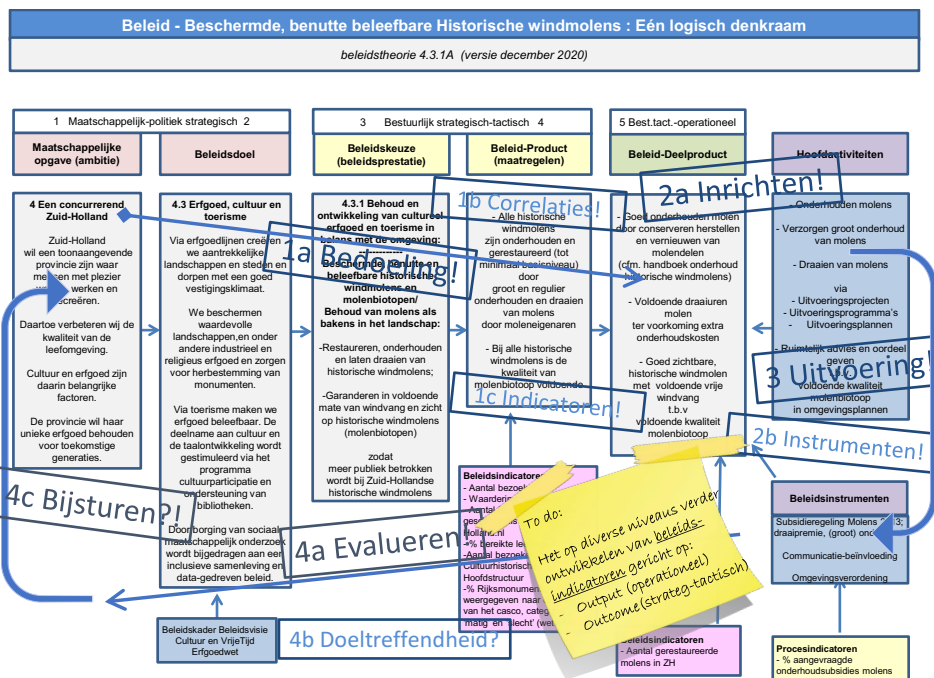 Beleid - Beschermde, benutte beleefbare Historische windmolens : Eén logisch denkraam
beleidstheorie 4.3.1A (versie december 2020)
1 Maatschappelijk-politiek strategisch 2
3 Bestuurlijk strategisch-tactisch 4
5 Best.tact.-operationeel
Maatschappelijke
opgave (ambitie)
Beleidsdoel
Beleidskeuze
(beleidsprestatie)
Beleid-Product
(maatregelen)
Beleid-Deelproduct
Hoofdactiviteiten
4 Een concurrerend
Zuid-Holland
Zuid-Holland
wil een toonaangevende
provincie zijn waar
mensen met plezier
werken en
recreëren.
Daartoe verbeteren wij de
kwaliteit van de
leefomgeving.
Cultuur en erfgoed zijn
daarin belangrijke
factoren.
De provincie wil haar
unieke erfgoed behouden
voor toekomstige
generaties.
4.3 Erfgoed, cultuur en
toerisme
Via erfgoedlijnen creëren
we aantrekkelijke
landschappen en steden en
dorpen met een goed
vestigingsklimaat.
We beschermen
waardevolle
landschappen,en onder
andere industrieel en
religieus erfgoed en zorgen
voor herbestemming van
monumenten.
Via toerisme maken we
erfgoed beleefbaar. De
deelname aan cultuur en
de taalontwikkeling wordt
gestimuleerd via het
programma
cultuurparticipatie en
ondersteuning van
bibliotheken.
Doorborging van sociaal
maatschappelijk onderzoek
wordt bijgedragen aan een
inclusieve samenleving en
data-gedreven beleid.
4.3.1 Behoud en
ontwikkeling van cultureel
erfgoed en toerisme in
balans met de omgeving:
Beschermde, benutte en
beleefbare historische
windmolens en
molenbiotopen/
Behoud van molens als
bakens in het landschap:
-Restaureren, onderhouden
en laten draaien van
historische windmolens;
-Garanderen in voldoende
mate van windvang en zicht
op historische windmolens
(molenbiotopen)
zodat
meer publiek betrokken
wordt bij Zuid-Hollandse
historische windmolens
- Alle historische
windmolens
zijn onderhouden en
gerestaureerd (tot
minimaal basisniveau)
door
groot en regulier
onderhouden en draaien
van molens
door moleneigenaren
- Bij alle historische
windmolens is de
kwaliteit van
molenbiotoop voldoende
- Goed onderhouden molens
door conserveren herstellen
en vernieuwen van
molendelen
(cfm. handboek onderhoud
historische windmolens)
- Voldoende draaiuren
molen
ter voorkoming extra
onderhoudskosten
- Goed zichtbare,
historische windmolen
met voldoende vrije
windvang
t.b.v
voldoende kwaliteit
molenbiotoop
- Onderhouden molens
- Verzorgen groot onderhoud
van molens
- Draaien van molens
via
- Uitvoeringsprojecten
- Uitvoeringsprogramma's
- Uitvoeringsplannen
- Ruimtelijk advies en oordeel
geven
t.b.v.
voldoende kwaliteit
molenbiotoop
in omgevingsplannen
1a Bedoeling!
1b Correlaties!
1c Indicatoren!
2a Inrichten!
2b Instrumenten!
3 Uitvoering!
4a Evalueren!
4b Doeltreffendheid?
4c Bijsturen?!
Beleidsindicatoren
- Aantal bezoek
- Waardering
- Aantal
Holland.nl
-% bereikte
-Aantal bezoeke
Cultuurhistorisch
Hoofdstructuur
-% Rijksmonum
weergegeven naar
van het casco,
matig en slecht'
To do:
Het op diverse niveaus verder
ontwikkelen van beleids-
indicatoren gericht op:
- Output (operationeel)
- Outcome(strateg-tactisch)
Beleidsinstrumenten
Subsidieregeling Molens
draaipremie, (groot)
Communicatie-beïnvloeding
Omgevingsverordening
Beleidskader Beleidsvisie
Cultuur en VrijeTijd
Erfgoedwet
Beleidsindicatoren
- Aantal gerestaureerde
molens in ZH
Procesindicatoren
- % aangevraagde
onderhoudsubsidies molens